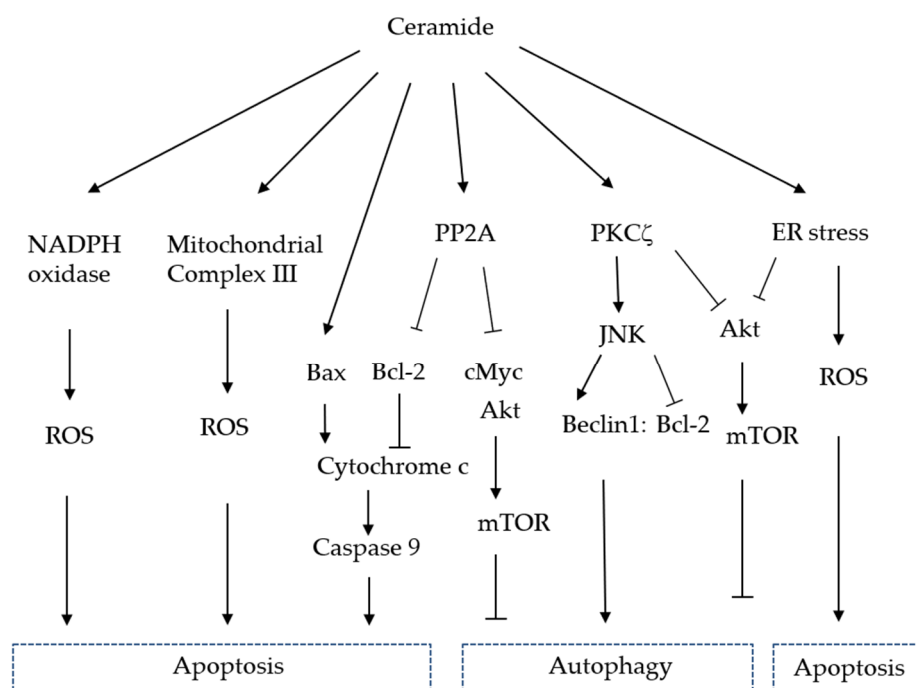 Ceramide
NADPH
oxidase
Mitochondrial
Complex III
PP2A
PKCζ
ER stress
JNK
Akt
Bax
Bcl-2
cMyc
Akt
ROS
ROS
ROS
Beclin1: Bcl-2
mTOR
Cytochrome c
mTOR
Caspase 9
Apoptosis
Autophagy
Apoptosis